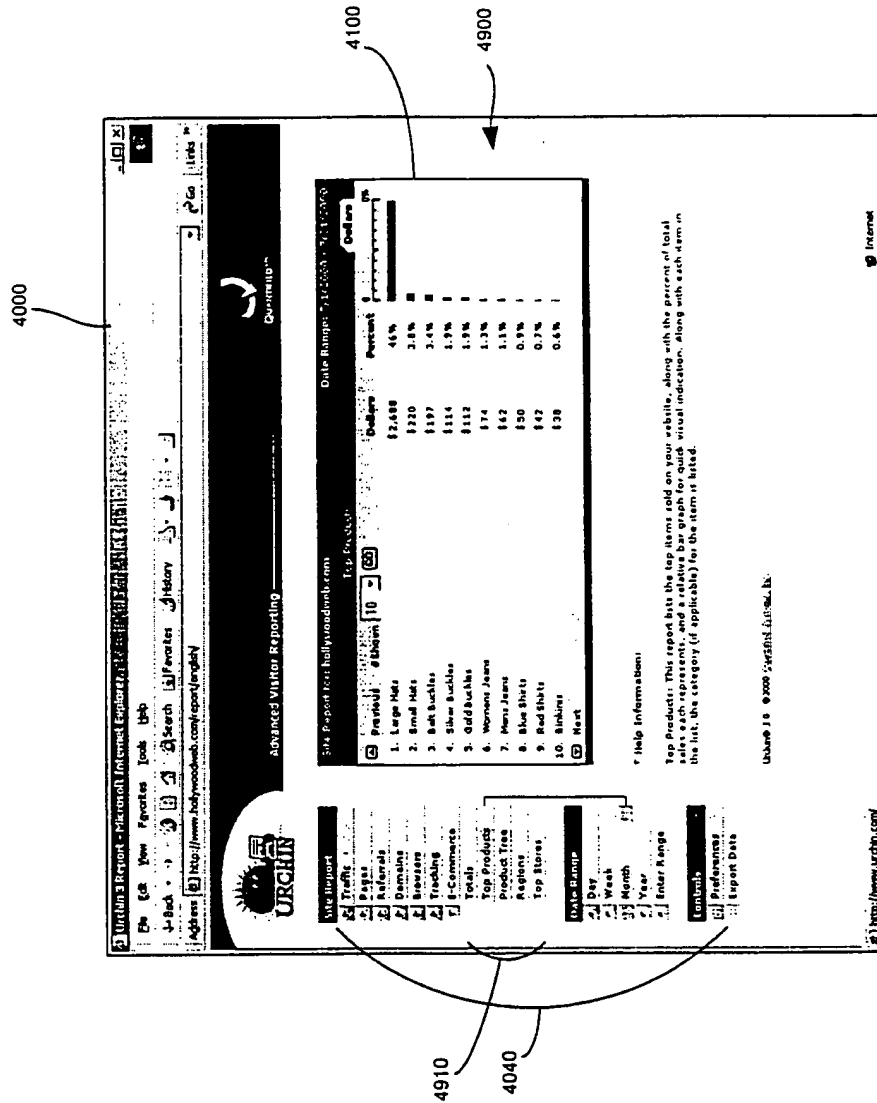 4000
Urchin 3 Report - Microsoft Internet Explorer
File Edit View Favorites Tools Help
Back Search Favorites History
Address http://www.holywoodweb.com/report/english/ Go Links »
URCHIN
Advanced Visitor Reporting
Quantified™
Site Report
Traffic
Pages
Referrals
Domains
Browsers
Tracking
E-Commerce
Totals
Top Products
Product Tree
Regions
Top Stores
Date Range
Day
Week
Month
Year
Enter Range
Controls
Preferences
Export Data
4910
4040
Site Report for: hollywoodweb.com Date Range:
Top Products Dollars
Previous # Shown 10 GO Dollars Percent 0
1. Large Hats $2,688 46%
2. Small Hats $220 3.8%
3. Belt Buckles $197 3.4%
4. Silver Buckles $114 1.9%
5. Gold Buckles $112 1.9%
6. Womens Jeans $74 1.3%
7. Mens Jeans $62 1.1%
8. Blue Shirts $50 0.9%
9. Red Shirts $42 0.7%
10. $38 0.6%
Next
4100
4900
Help Information:
Top Products: This report lists the top items sold on your website, along with the percent of total
sales each represents, and a relative bar graph for quick visual indication. Along with each item in
the list, the category (if applicable) for the item is listed.
©2000
http://www.urchin.com/ Internet